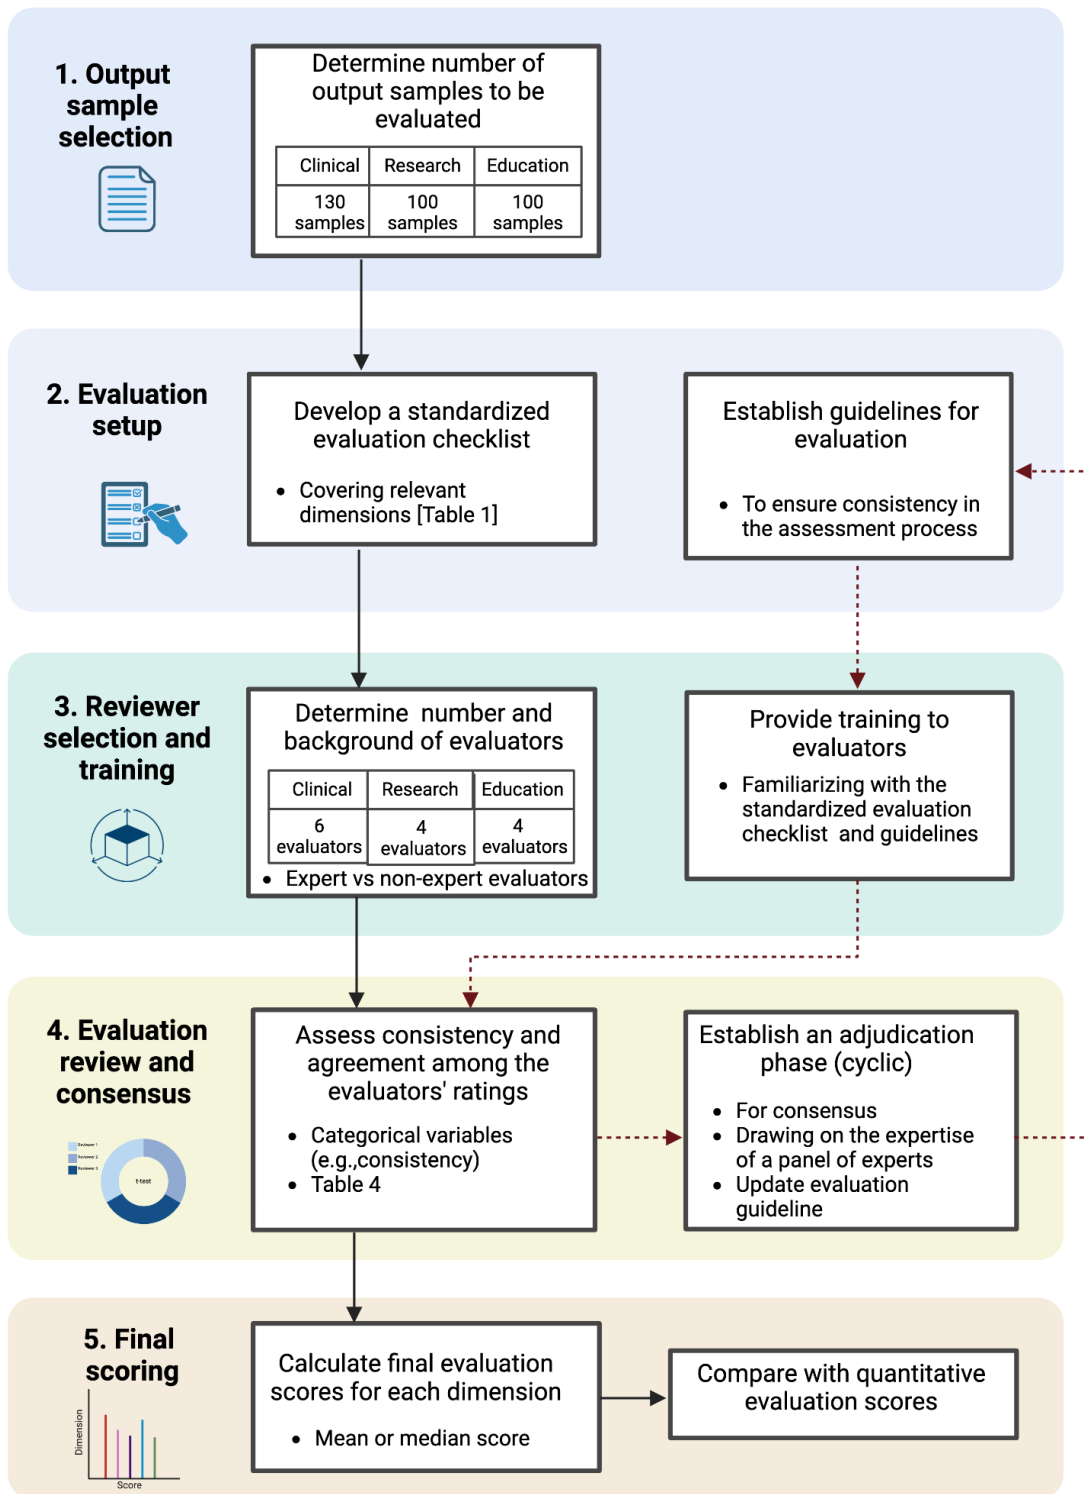 1. Output
sample
selection
Determine number of
output samples to be
evaluated
Clinical Research Education
130 samples 100 samples 100 samples
2. Evaluation
setup
Develop a standardized
evaluation checklist
• Covering relevant
dimensions [Table 1]
Establish guidelines for
evaluation
• To ensure consistency in
the assessment process
3. Reviewer
selection and
training
Determine number and
background of evaluators
Clinical Research Education
6 evaluators 4 evaluators 4 evaluators
• Expert vs non-expert evaluators
Provide training to
evaluators
• Familiarizing with the
standardized evaluation
checklist and guidelines
4. Evaluation
review and
consensus
Reviewer 1
Reviewer 2
Reviewer 3
t-test
Assess consistency and
agreement among the
evaluators' ratings
• Categorical variables
(e.g.,consistency)
• Table 4
Establish an adjudication
phase (cyclic)
• For consensus
• Drawing on the expertise
of a panel of experts
• Update evaluation
guideline
5. Final
scoring
Dimension
Score
Calculate final evaluation
scores for each dimension
• Mean or median score
Compare with quantitative
evaluation scores